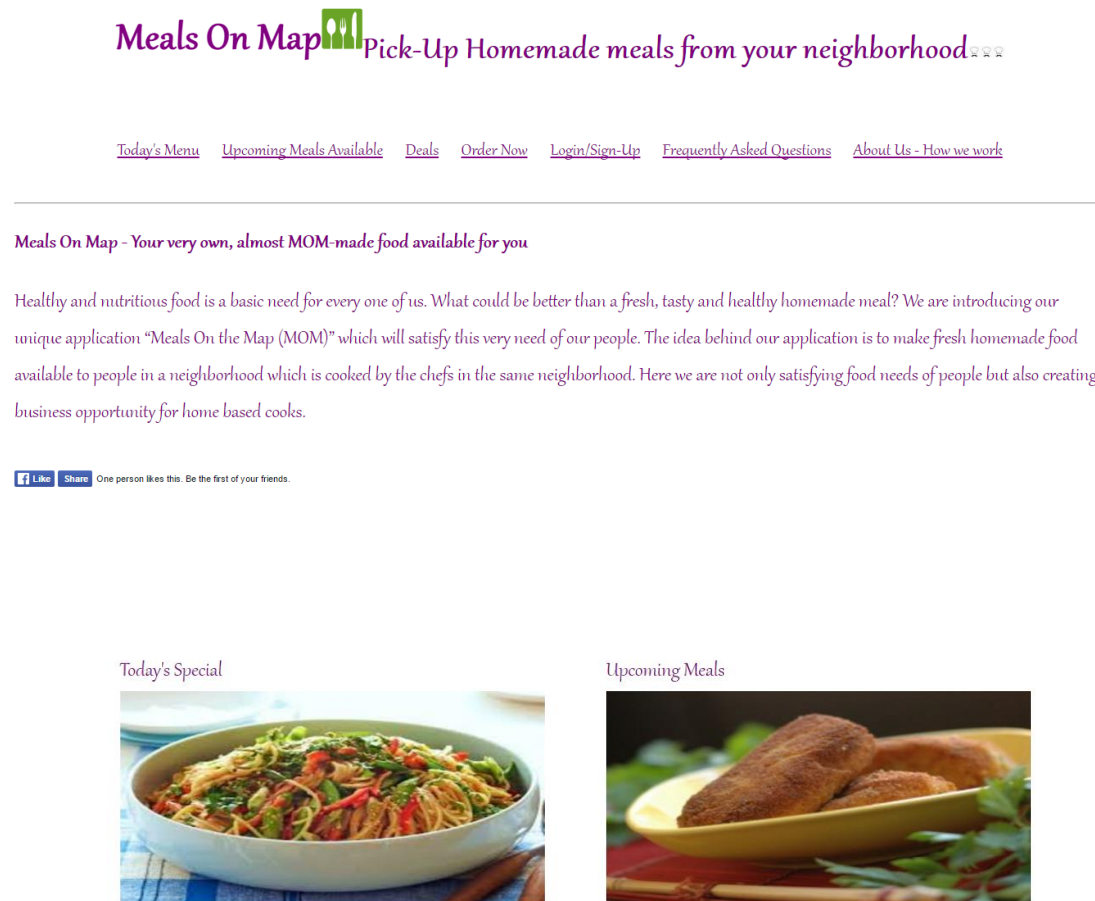 Meals On Map Pick-Up Homemade meals from your neighborhood
Today's Menu Upcoming Meals Available Deals Order Now Login/Sign-Up Frequently Asked Questions About Us - How we work
Meals On Map - Your very own, almost MOM-made food available for you
Healthy and nutritious food is a basic need for every one of us. What could be better than a fresh, tasty and healthy homemade meal? We are introducing our
unique application “Meals On the Map (MOM)” which will satisfy this very need of our people. The idea behind our application is to make fresh homemade food
available to people in a neighborhood which is cooked by the chefs in the same neighborhood. Here we are not only satisfying food needs of people but also creating
business opportunity for home based cooks.
Like Share One person likes this. Be the first of your friends.
Today's Special Upcoming Meals